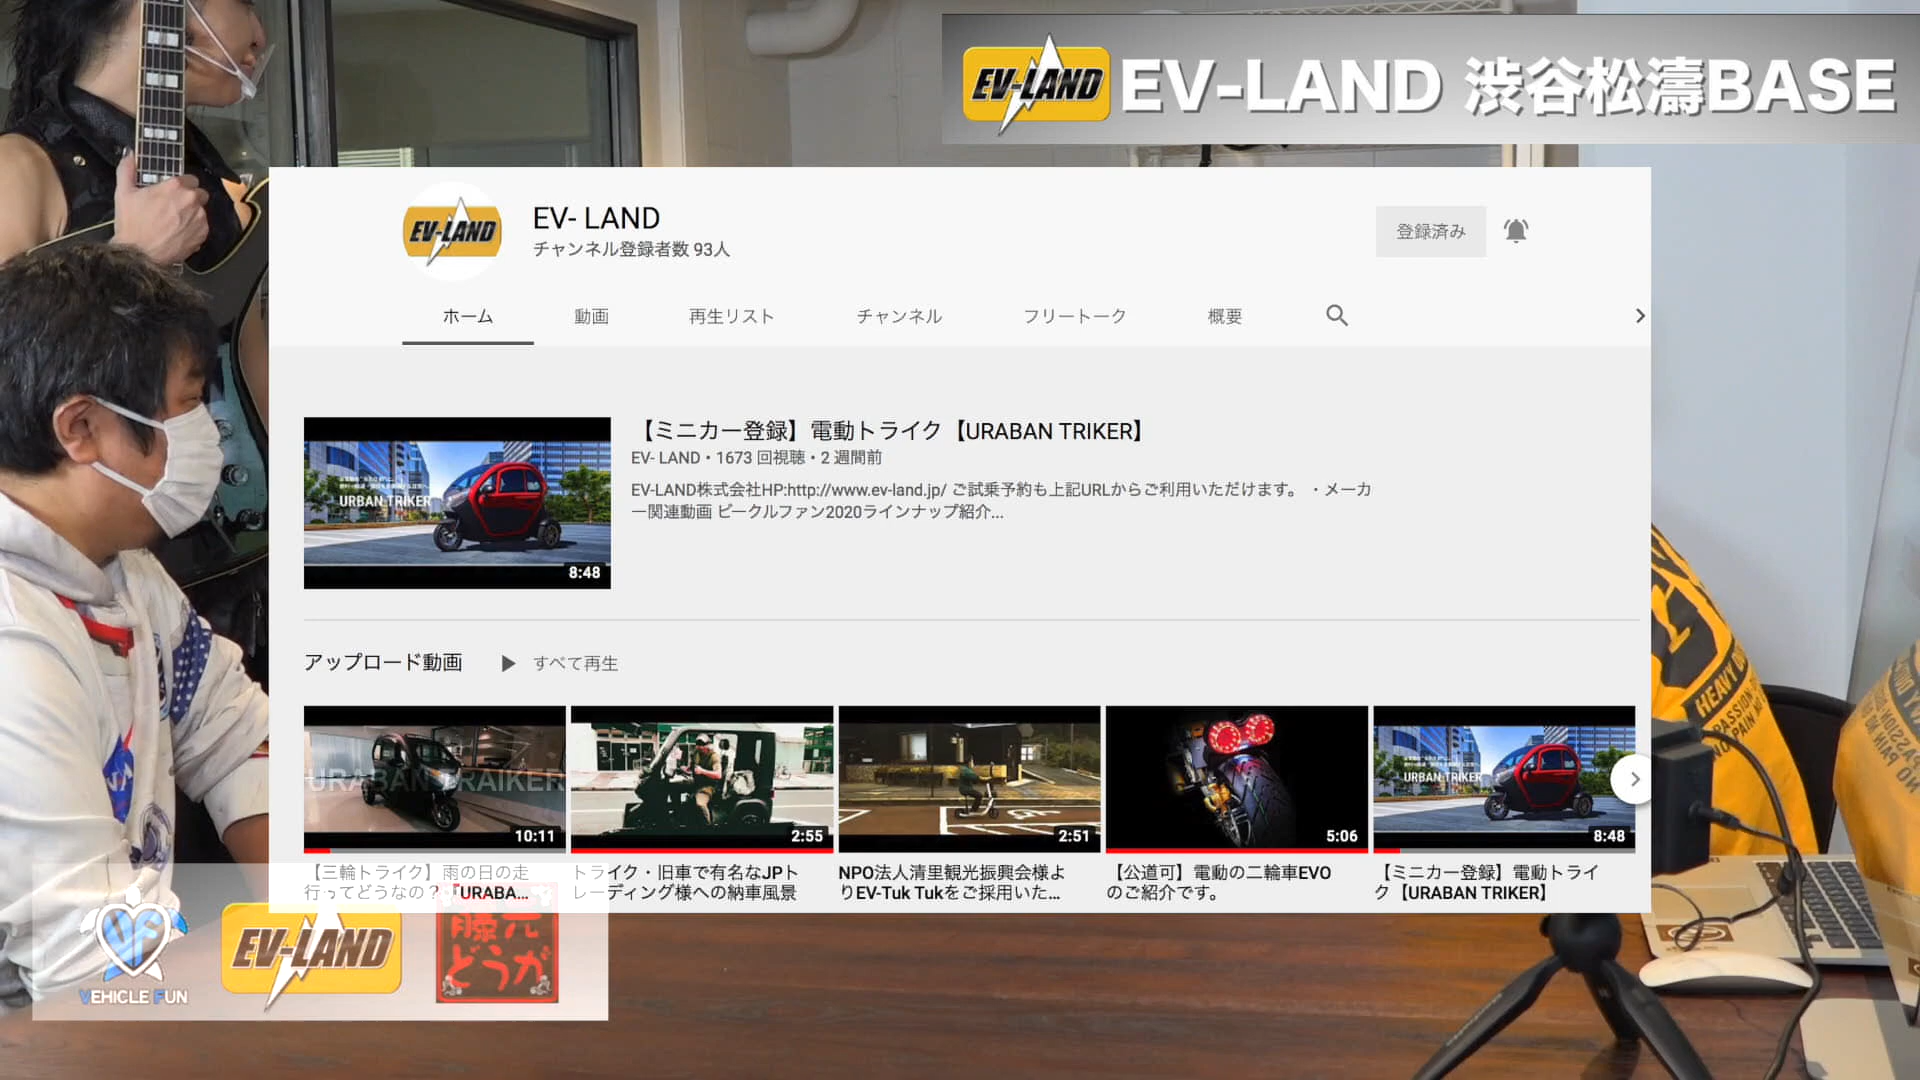 EV-LAND EV-LAND 渋谷松濤BASE
EV-LAND
EV- LAND
チャンネル登録者数 93人
登録済み
ホーム 動画 再生リスト チャンネル フリートーク 概要
【ミニカー登録】電動トライク【URABAN TRIKER】
EV- LAND・1673 回視聴・2 週間前
EV-LAND株式会社HP:http://www.ev-land.jp/ ご試乗予約も上記URLからご利用いただけます。 ・メーカ
ー関連動画 ビークルファン2020ラインナップ紹介...
URBAN TRIKER
8:48
アップロード動画 すべて再生
URABAN TRAIKER
10:11
2:55
2:51
5:06
URBAN TRIKER
8:48
【三輪トライク】雨の日の走
行ってどうなの？「URABA...
トライク・旧車で有名なJPト
レーディング様への納車風景
NPO法人清里観光振興会様よ
りEV-Tuk Tukをご採用いた...
【公道可】電動の二輪車EVO
のご紹介です。
【ミニカー登録】電動トライ
ク【URABAN TRIKER】
VF
VEHICLE FUN
EV-LAND
藤元
どうが
HEAVY
PASSION
NO PAIN NO